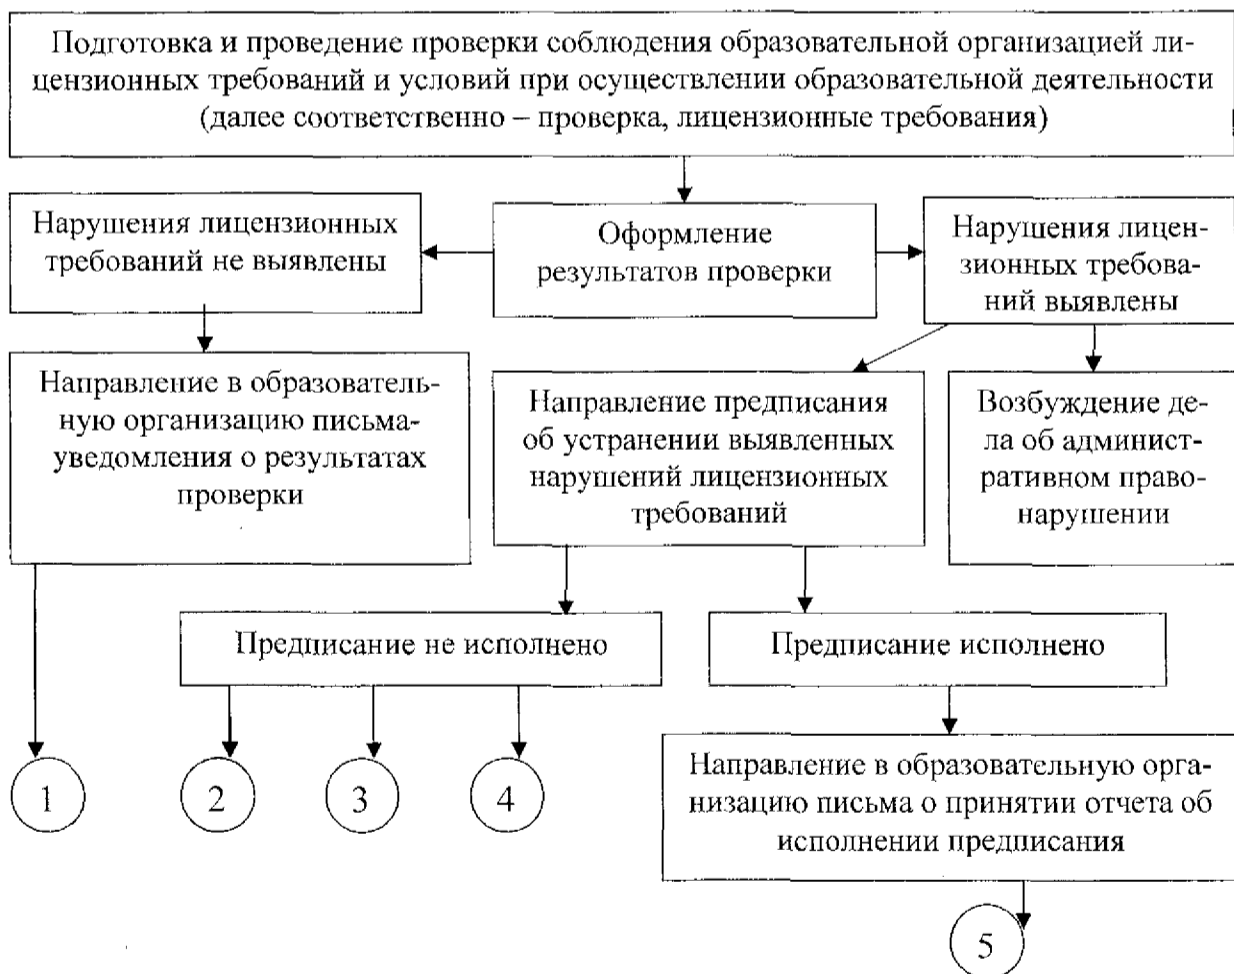 Подготовка и проведение проверки соблюдения образовательной организацией ли-
цензионных требований и условий при осуществлении образовательной деятельности
(далее соответственно – проверка, лицензионные требования)
Нарушения лицензионных
требований не выявлены
Оформление
результатов проверки
Нарушения лицен-
зионных требова-
ний выявлены
Направление в образователь-
ную организацию письма-
уведомления о результатах
проверки
Направление предписания
об устранении выявленных
нарушений лицензионных
требований
Возбуждение де-
ла об админист-
ративном право-
нарушении
Предписание не исполнено
Предписание исполнено
1
2
3
4
Направление в образовательную орга-
низацию письма о принятии отчета об
исполнении предписания
5